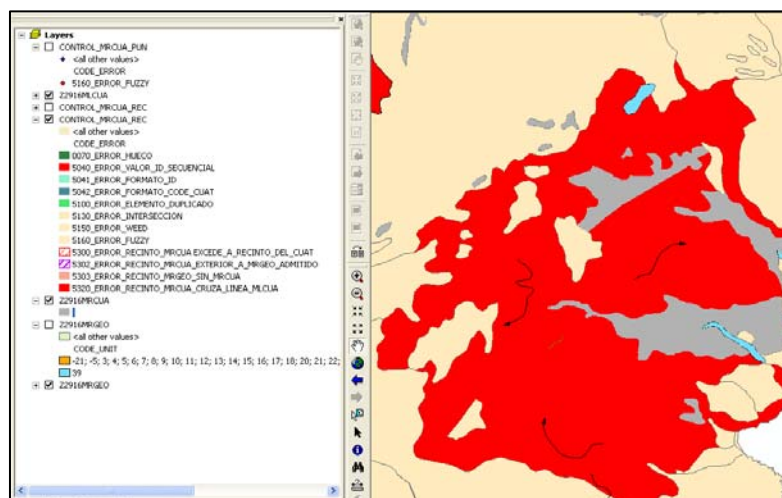 Layers
CONTROL_MRCUA_PUN
<all other values>
CODE_ERROR
5160_ERROR_FUZZY
Z2916MLCUA
CONTROL_MRCUA_REC
CONTROL_MRCUA_REC
<all other values>
CODE_ERROR
0070_ERROR_HUECO
5040_ERROR_VALOR_ID_SECUENCIAL
5041_ERROR_FORMATO_ID
5042_ERROR_FORMATO_CODE_CUAT
5100_ERROR_ELEMENTO_DUPLICADO
5130_ERROR_INTERSECCION
5150_ERROR_WEED
5160_ERROR_FUZZY
5300_ERROR_RECINTO_MRCUA EXCEDE_A_RECINTO_DEL_CUAT
5302_ERROR_RECINTO_MRCUA_EXTERIOR_A_MRGEO_ADMITIDO
5303_ERROR_RECINTO_MRGEO_SIN_MRCUA
5320_ERROR_RECINTO_MRCUA_CRUZA_LINEA_MLCUA
Z2916MRCUA
Z2916MRGEO
<all other values>
CODE_UNIT
-21; -5; 3; 4; 5; 6; 7; 8; 9; 10; 11; 12; 13; 14; 15; 16; 17; 18; 20; 21; 22;
39
Z2916MRGEO